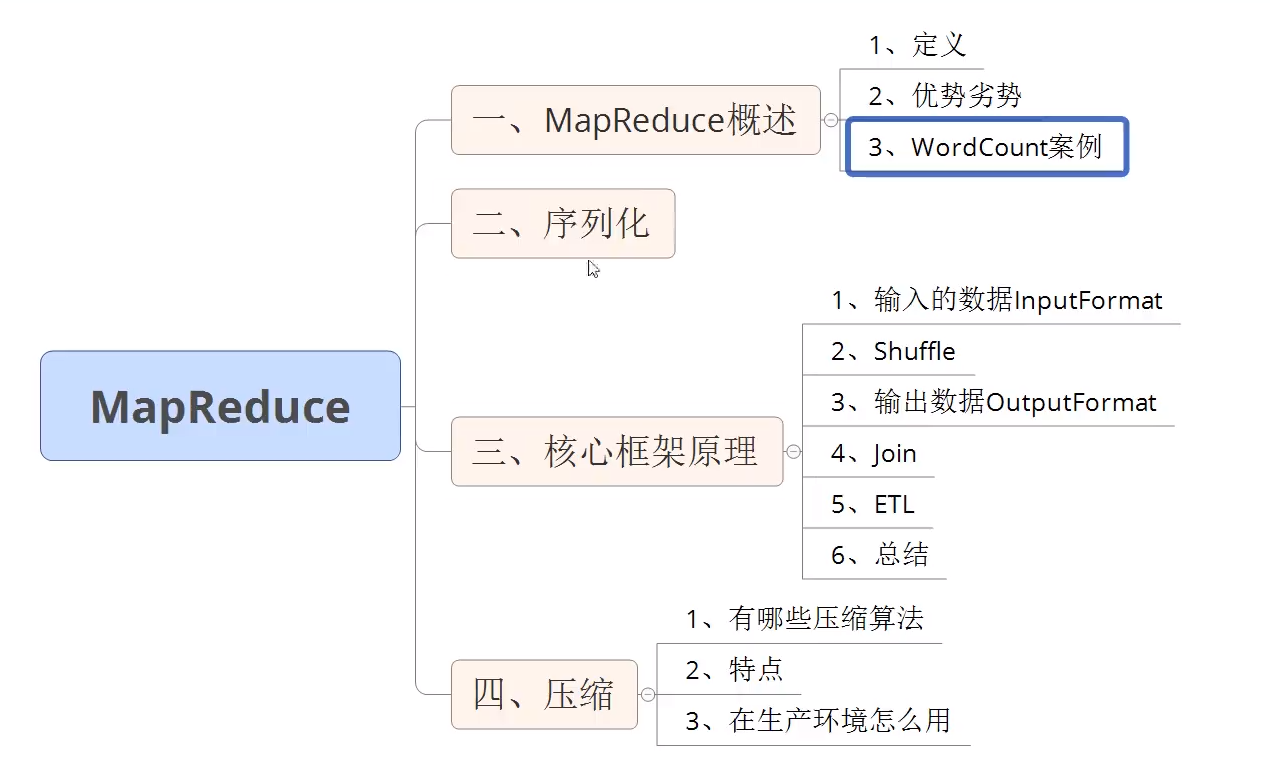 MapReduce
一、MapReduce概述
1、定义
2、优势劣势
3、WordCount案例
二、序列化
三、核心框架原理
1、输入的数据InputFormat
2、Shuffle
3、输出数据OutputFormat
4、Join
5、ETL
6、总结
四、压缩
1、有哪些压缩算法
2、特点
3、在生产环境怎么用